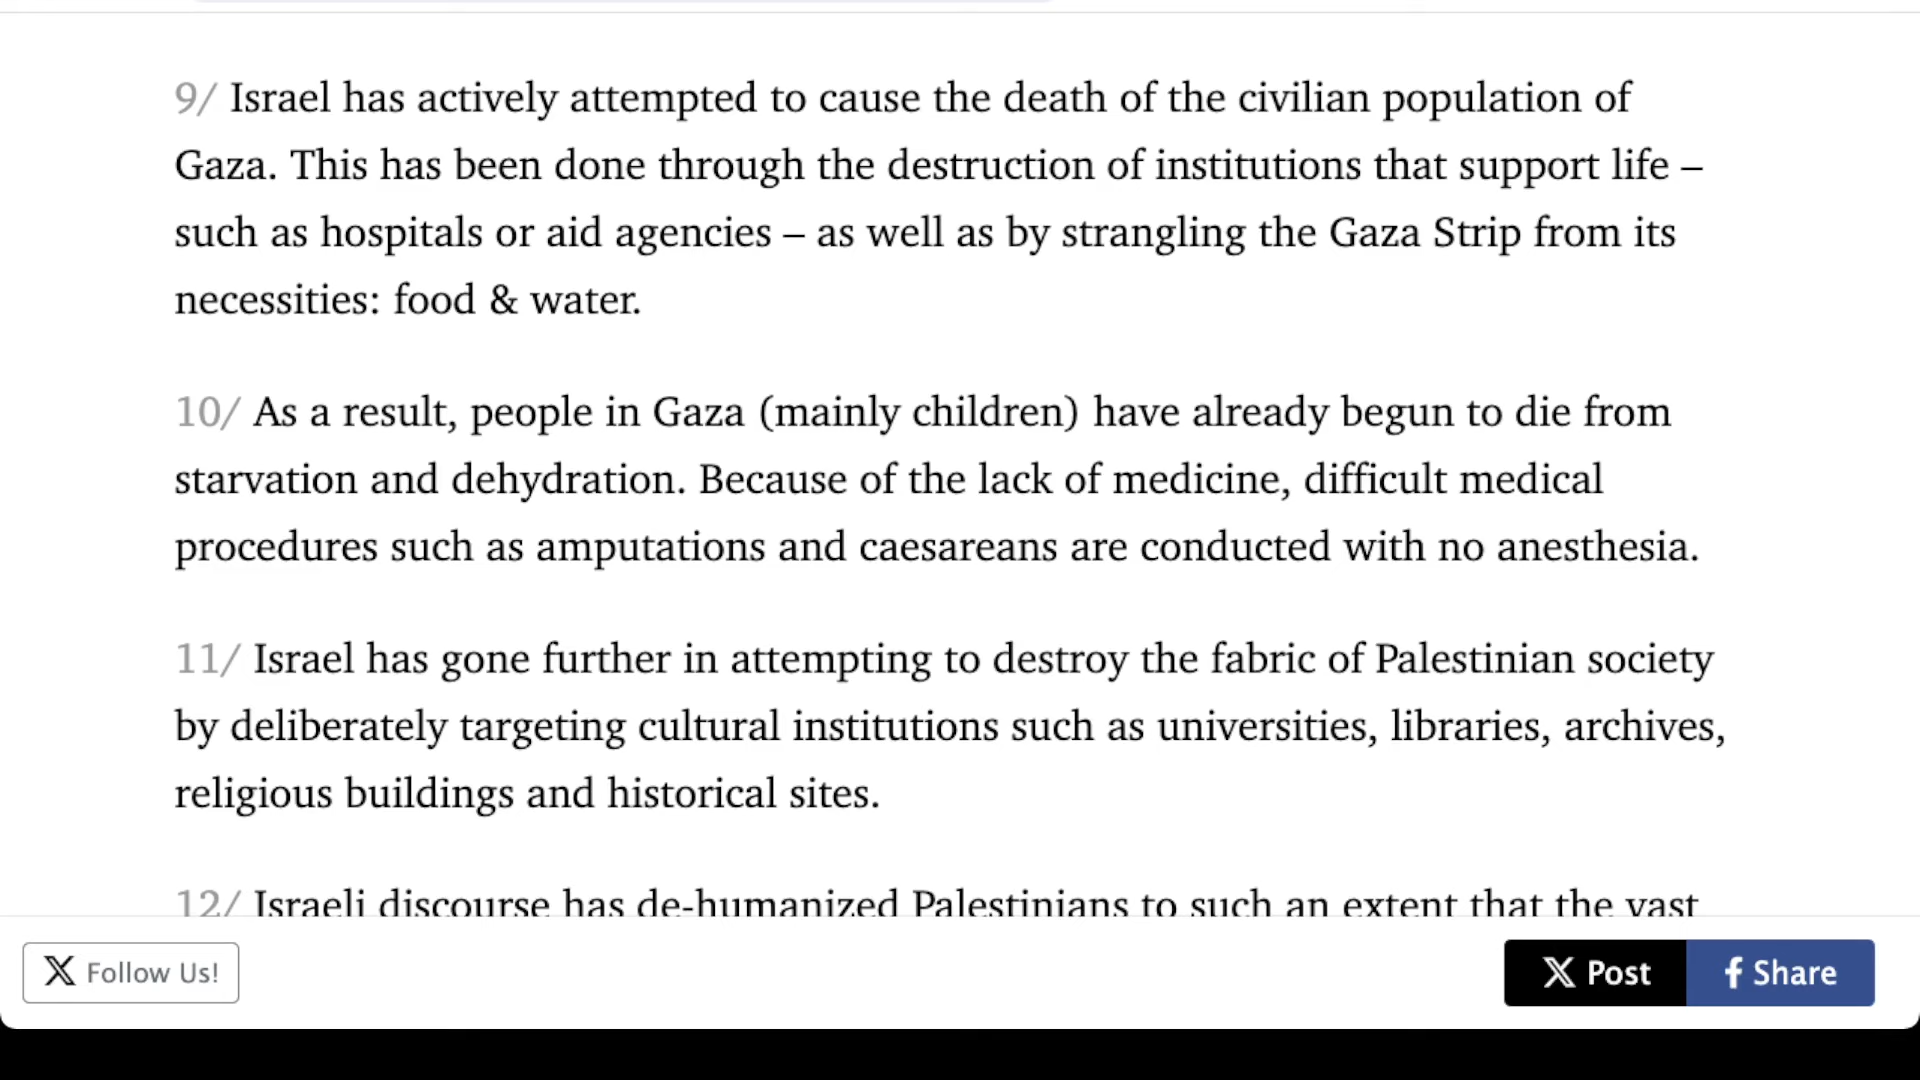 9/ Israel has actively attempted to cause the death of the civilian population of
Gaza. This has been done through the destruction of institutions that support life –
such as hospitals or aid agencies – as well as by strangling the Gaza Strip from its
necessities: food & water.
10/ As a result, people in Gaza (mainly children) have already begun to die from
starvation and dehydration. Because of the lack of medicine, difficult medical
procedures such as amputations and caesareans are conducted with no anesthesia.
11/ Israel has gone further in attempting to destroy the fabric of Palestinian society
by deliberately targeting cultural institutions such as universities, libraries, archives,
religious buildings and historical sites.
12/ Israeli discourse has de-humanized Palestinians to such an extent that the vast
X Follow Us!
X Post
f Share